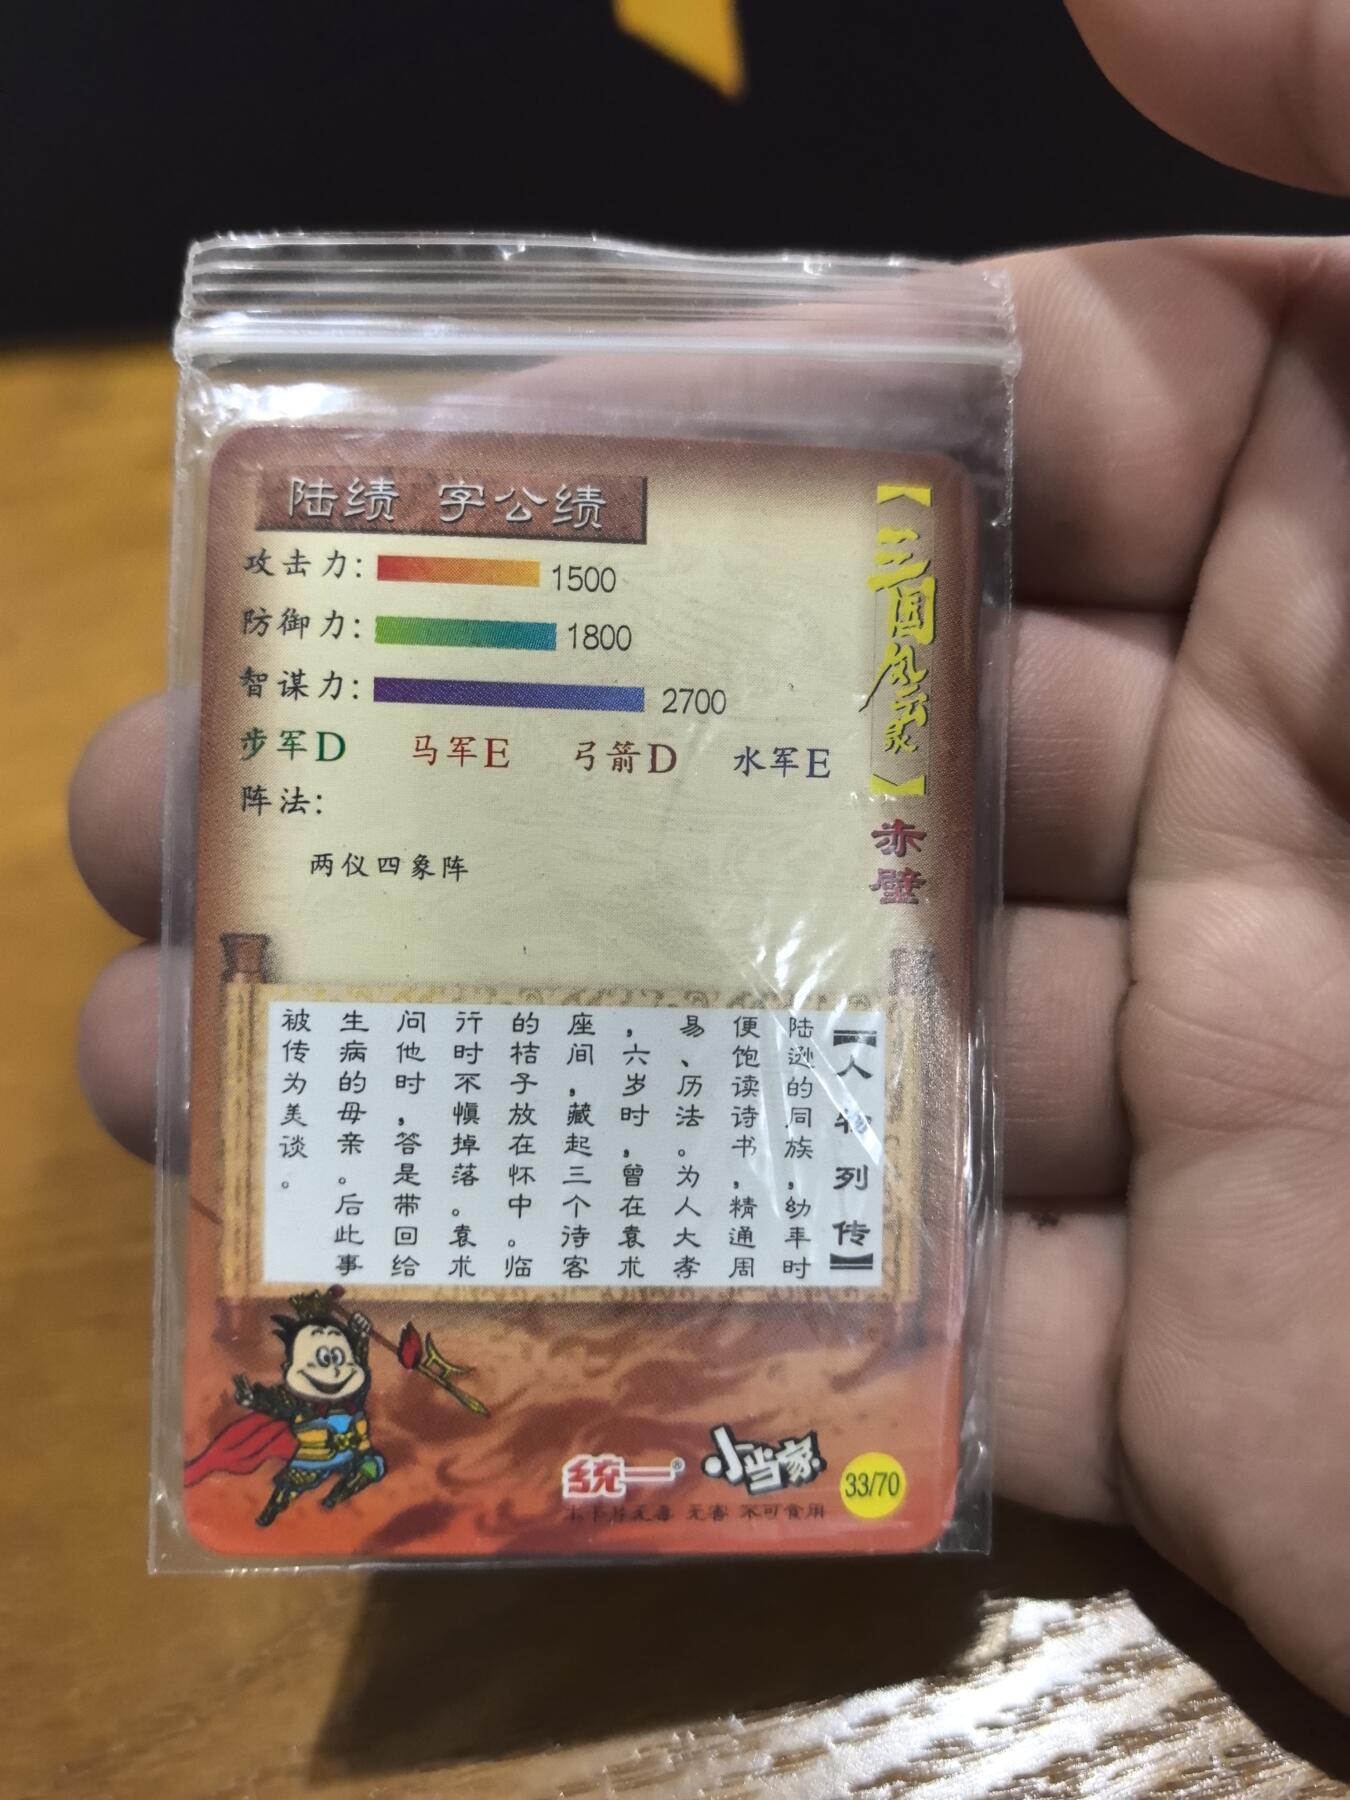 陆绩 字公绩
攻击力: 1500
防御力: 1800
智谋力: 2700
步军D 马军E 弓箭D 水军E
阵法:
两仪四象阵
【三国风云录】
赤壁
【人物列传】
陆逊的同族,幼年时
便饱读诗书,精通周
易、历法。为人大孝
,六岁时,曾在袁术
座间,藏起三个待客
的桔子放在怀中。临
行时不慎掉落。袁术
问他时,答是带回给
生病的母亲。后此事
被传为美谈。
统一®
小当家
本卡片无毒 无害 不可食用
33/70